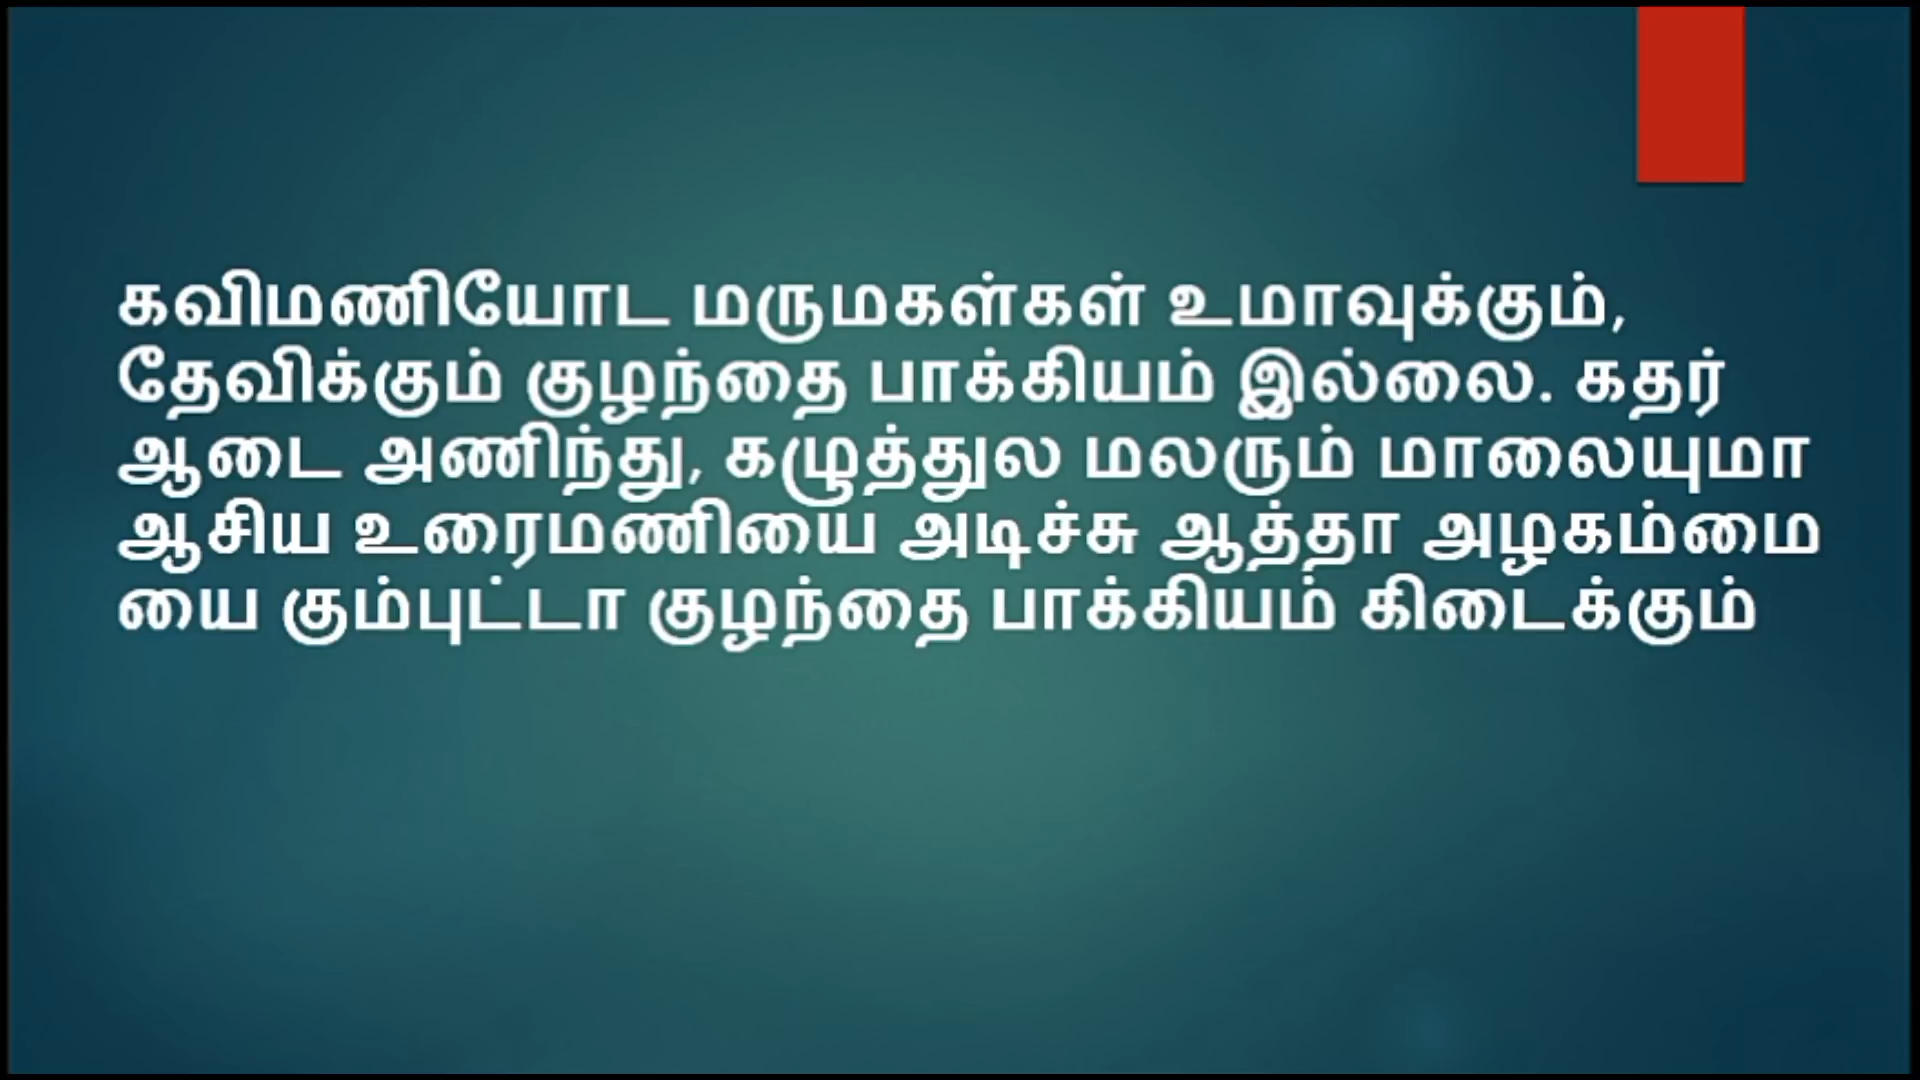 கவிமணியோட மருமகள்கள் உமாவுக்கும்,
தேவிக்கும் குழந்தை பாக்கியம் இல்லை. கதர்
ஆடை அணிந்து, கழுத்துல மலரும் மாலையுமா
ஆசிய உரைமணியை அடிச்சு ஆத்தா அழகம்மை
யை கும்புட்டா குழந்தை பாக்கியம் கிடைக்கும்